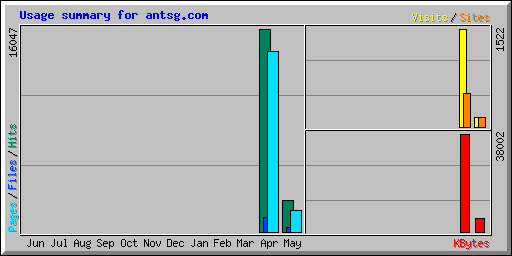 Usage summary for antsg.com
Visits / Sites
16047
1522
Pages / Files / Hits
38002
Jun Jul Aug Sep Oct Nov Dec Jan Feb Mar Apr May
KBytes